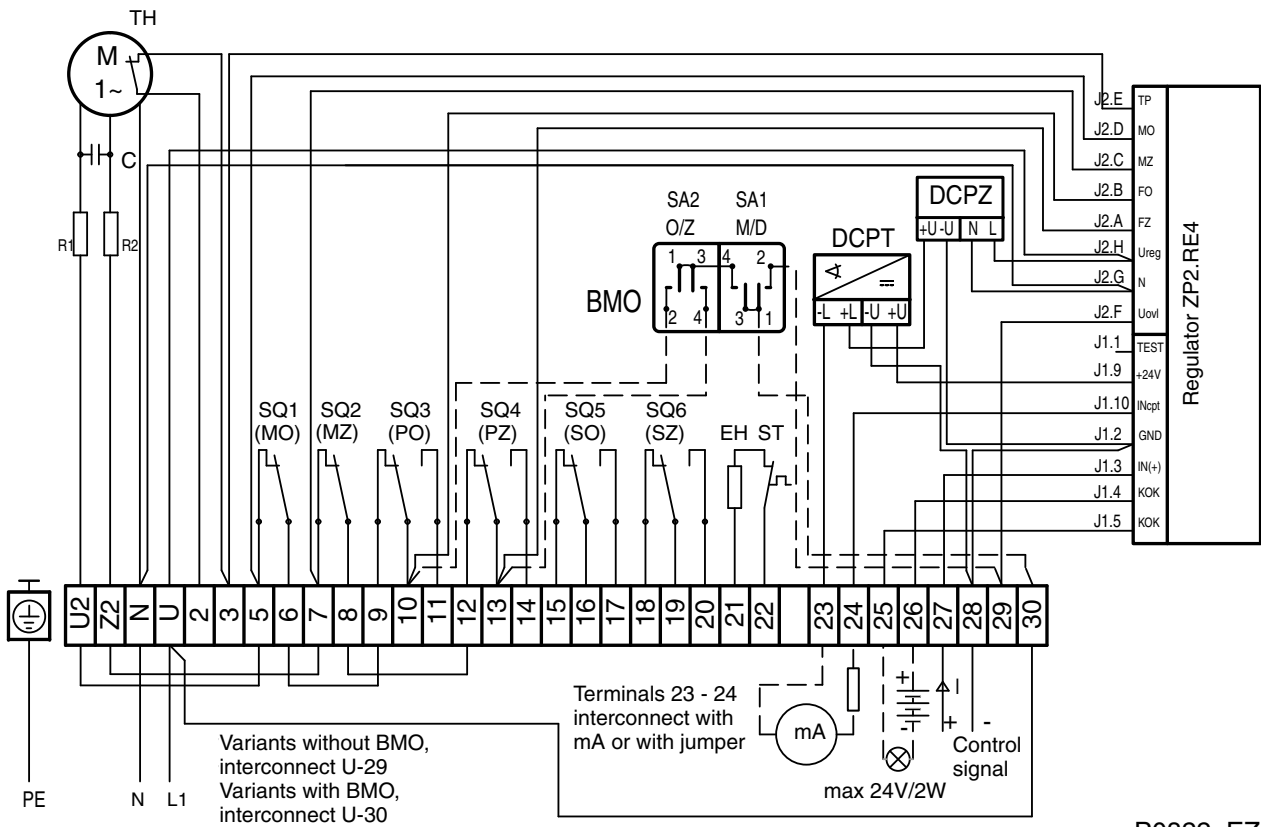 TH
M
1~
C
R1
R2
J2.E TP
J2.D MO
J2.C MZ
J2.B FO
J2.A FZ
J2.H Ureg
J2.G N
J2.F Uovl
J1.1 TEST
J1.9 +24V
J1.10 INcpt
J1.2 GND
J1.3 IN(+)
J1.4 KOK
J1.5 KOK
Regulator ZP2.RE4
DCPZ
+U -U N L
DCPT
-L +L -U +U
SA2 SA1
O/Z M/D
BMO
1 3 4 2
2 4 3 1
SQ1 SQ2 SQ3 SQ4 SQ5 SQ6 EH ST
(MO) (MZ) (PO) (PZ) (SO) (SZ)
U2 Z2 N U 2 3 5 6 7 8 9 10 11 12 13 14 15 16 17 18 19 20 21 22 23 24 25 26 27 28 29 30
Terminals 23 - 24
interconnect with
mA or with jumper
mA
+
-
I
+ -
Control
signal
max 24V/2W
Variants without BMO,
interconnect U-29
Variants with BMO,
interconnect U-30
PE N L1